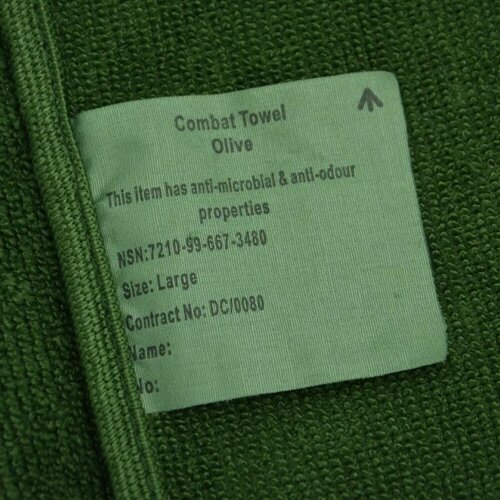 Combat Towel
Olive
This item has anti-microbial & anti-odour
properties
NSN:7210-99-667-3480
Size: Large
Contract No: DC/0080
Name:
No: